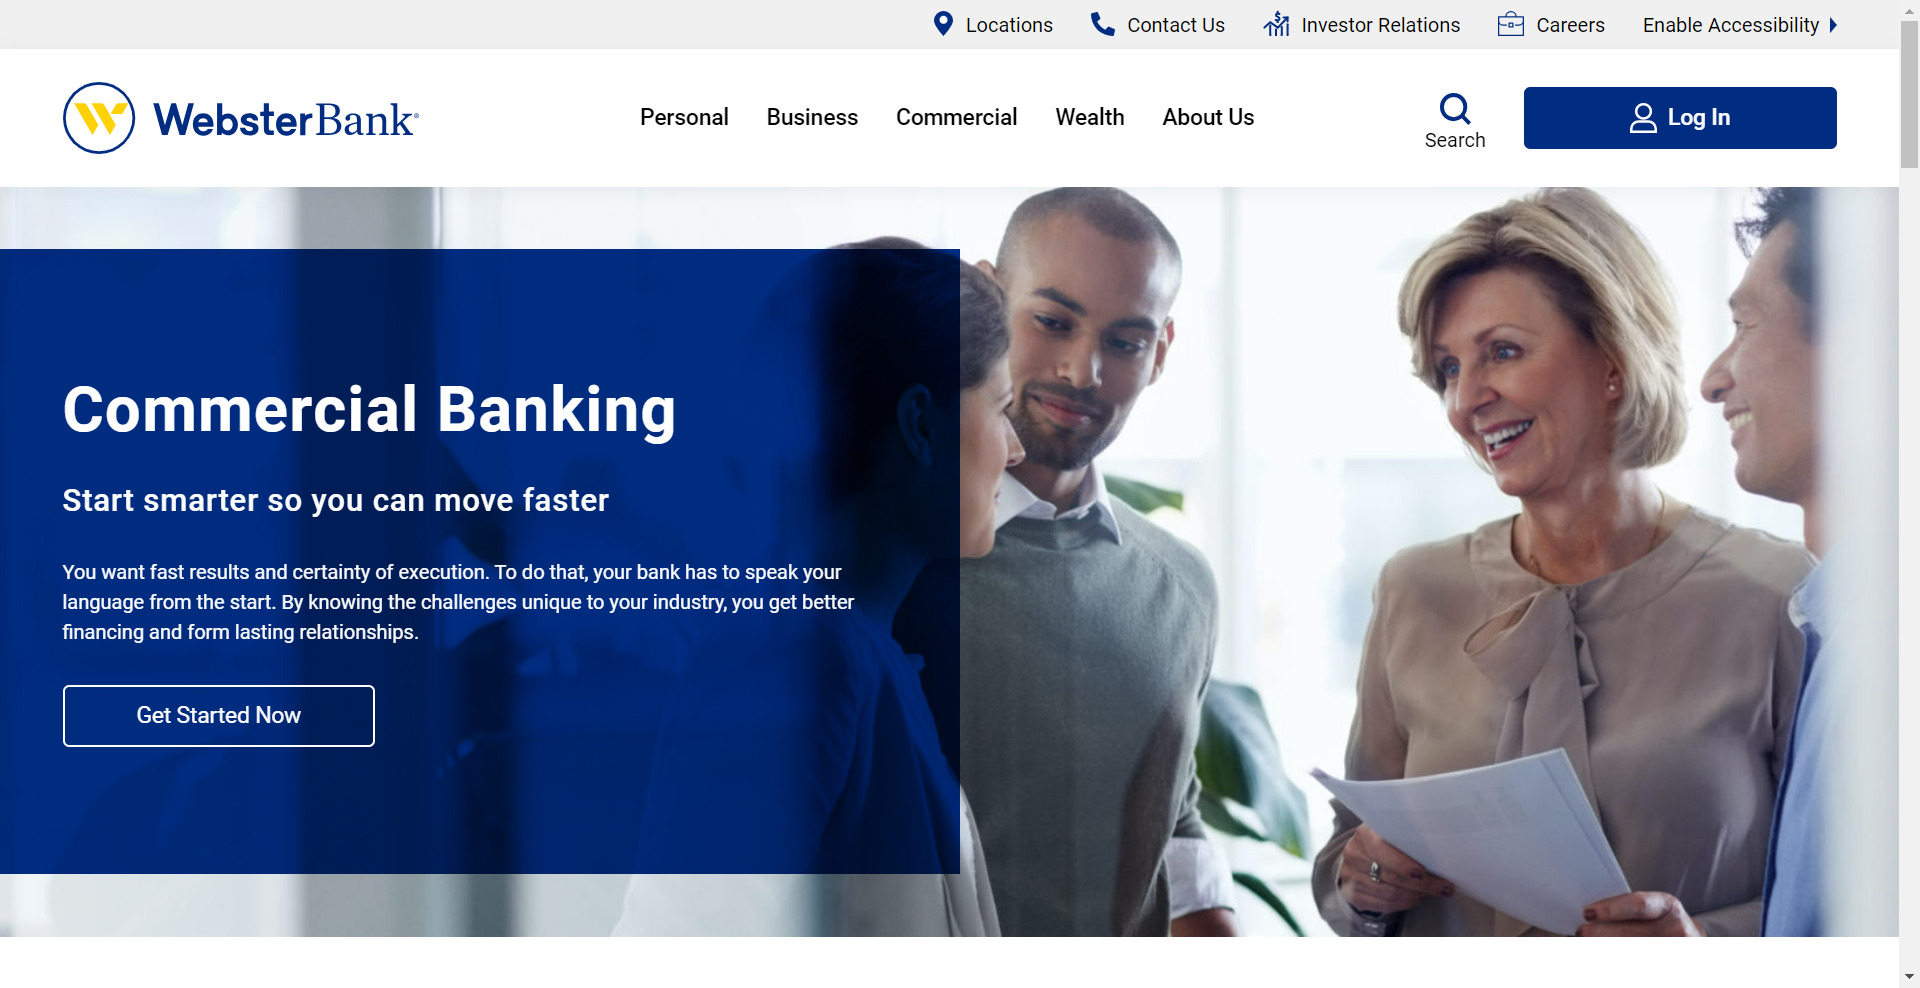 Locations Contact Us Investor Relations Careers Enable Accessibility
WebsterBank®
Personal Business Commercial Wealth About Us
Search
Log In
Commercial Banking
Start smarter so you can move faster
You want fast results and certainty of execution. To do that, your bank has to speak your
language from the start. By knowing the challenges unique to your industry, you get better
financing and form lasting relationships.
Get Started Now